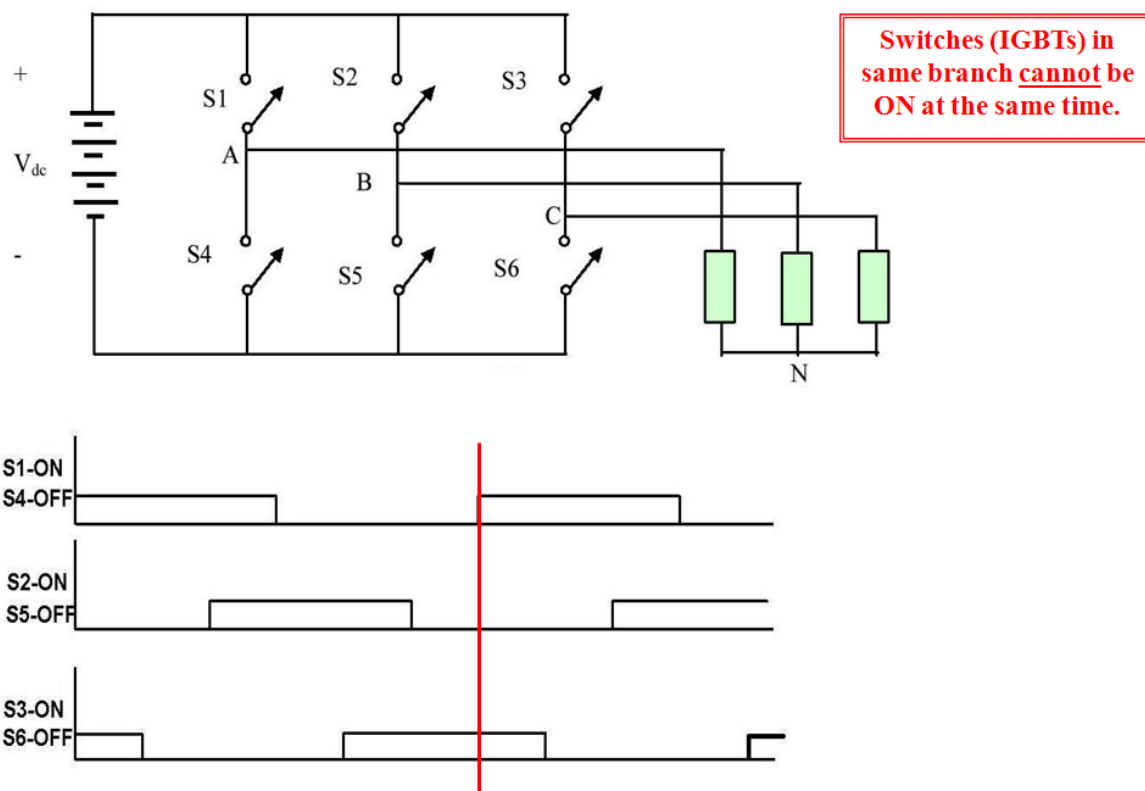 Switches (IGBTs) in
same branch cannot be
ON at the same time.
+
Vdc
-
S1
S2
S3
A
B
C
S4
S5
S6
N
S1-ON
S4-OFF
S2-ON
S5-OFF
S3-ON
S6-OFF